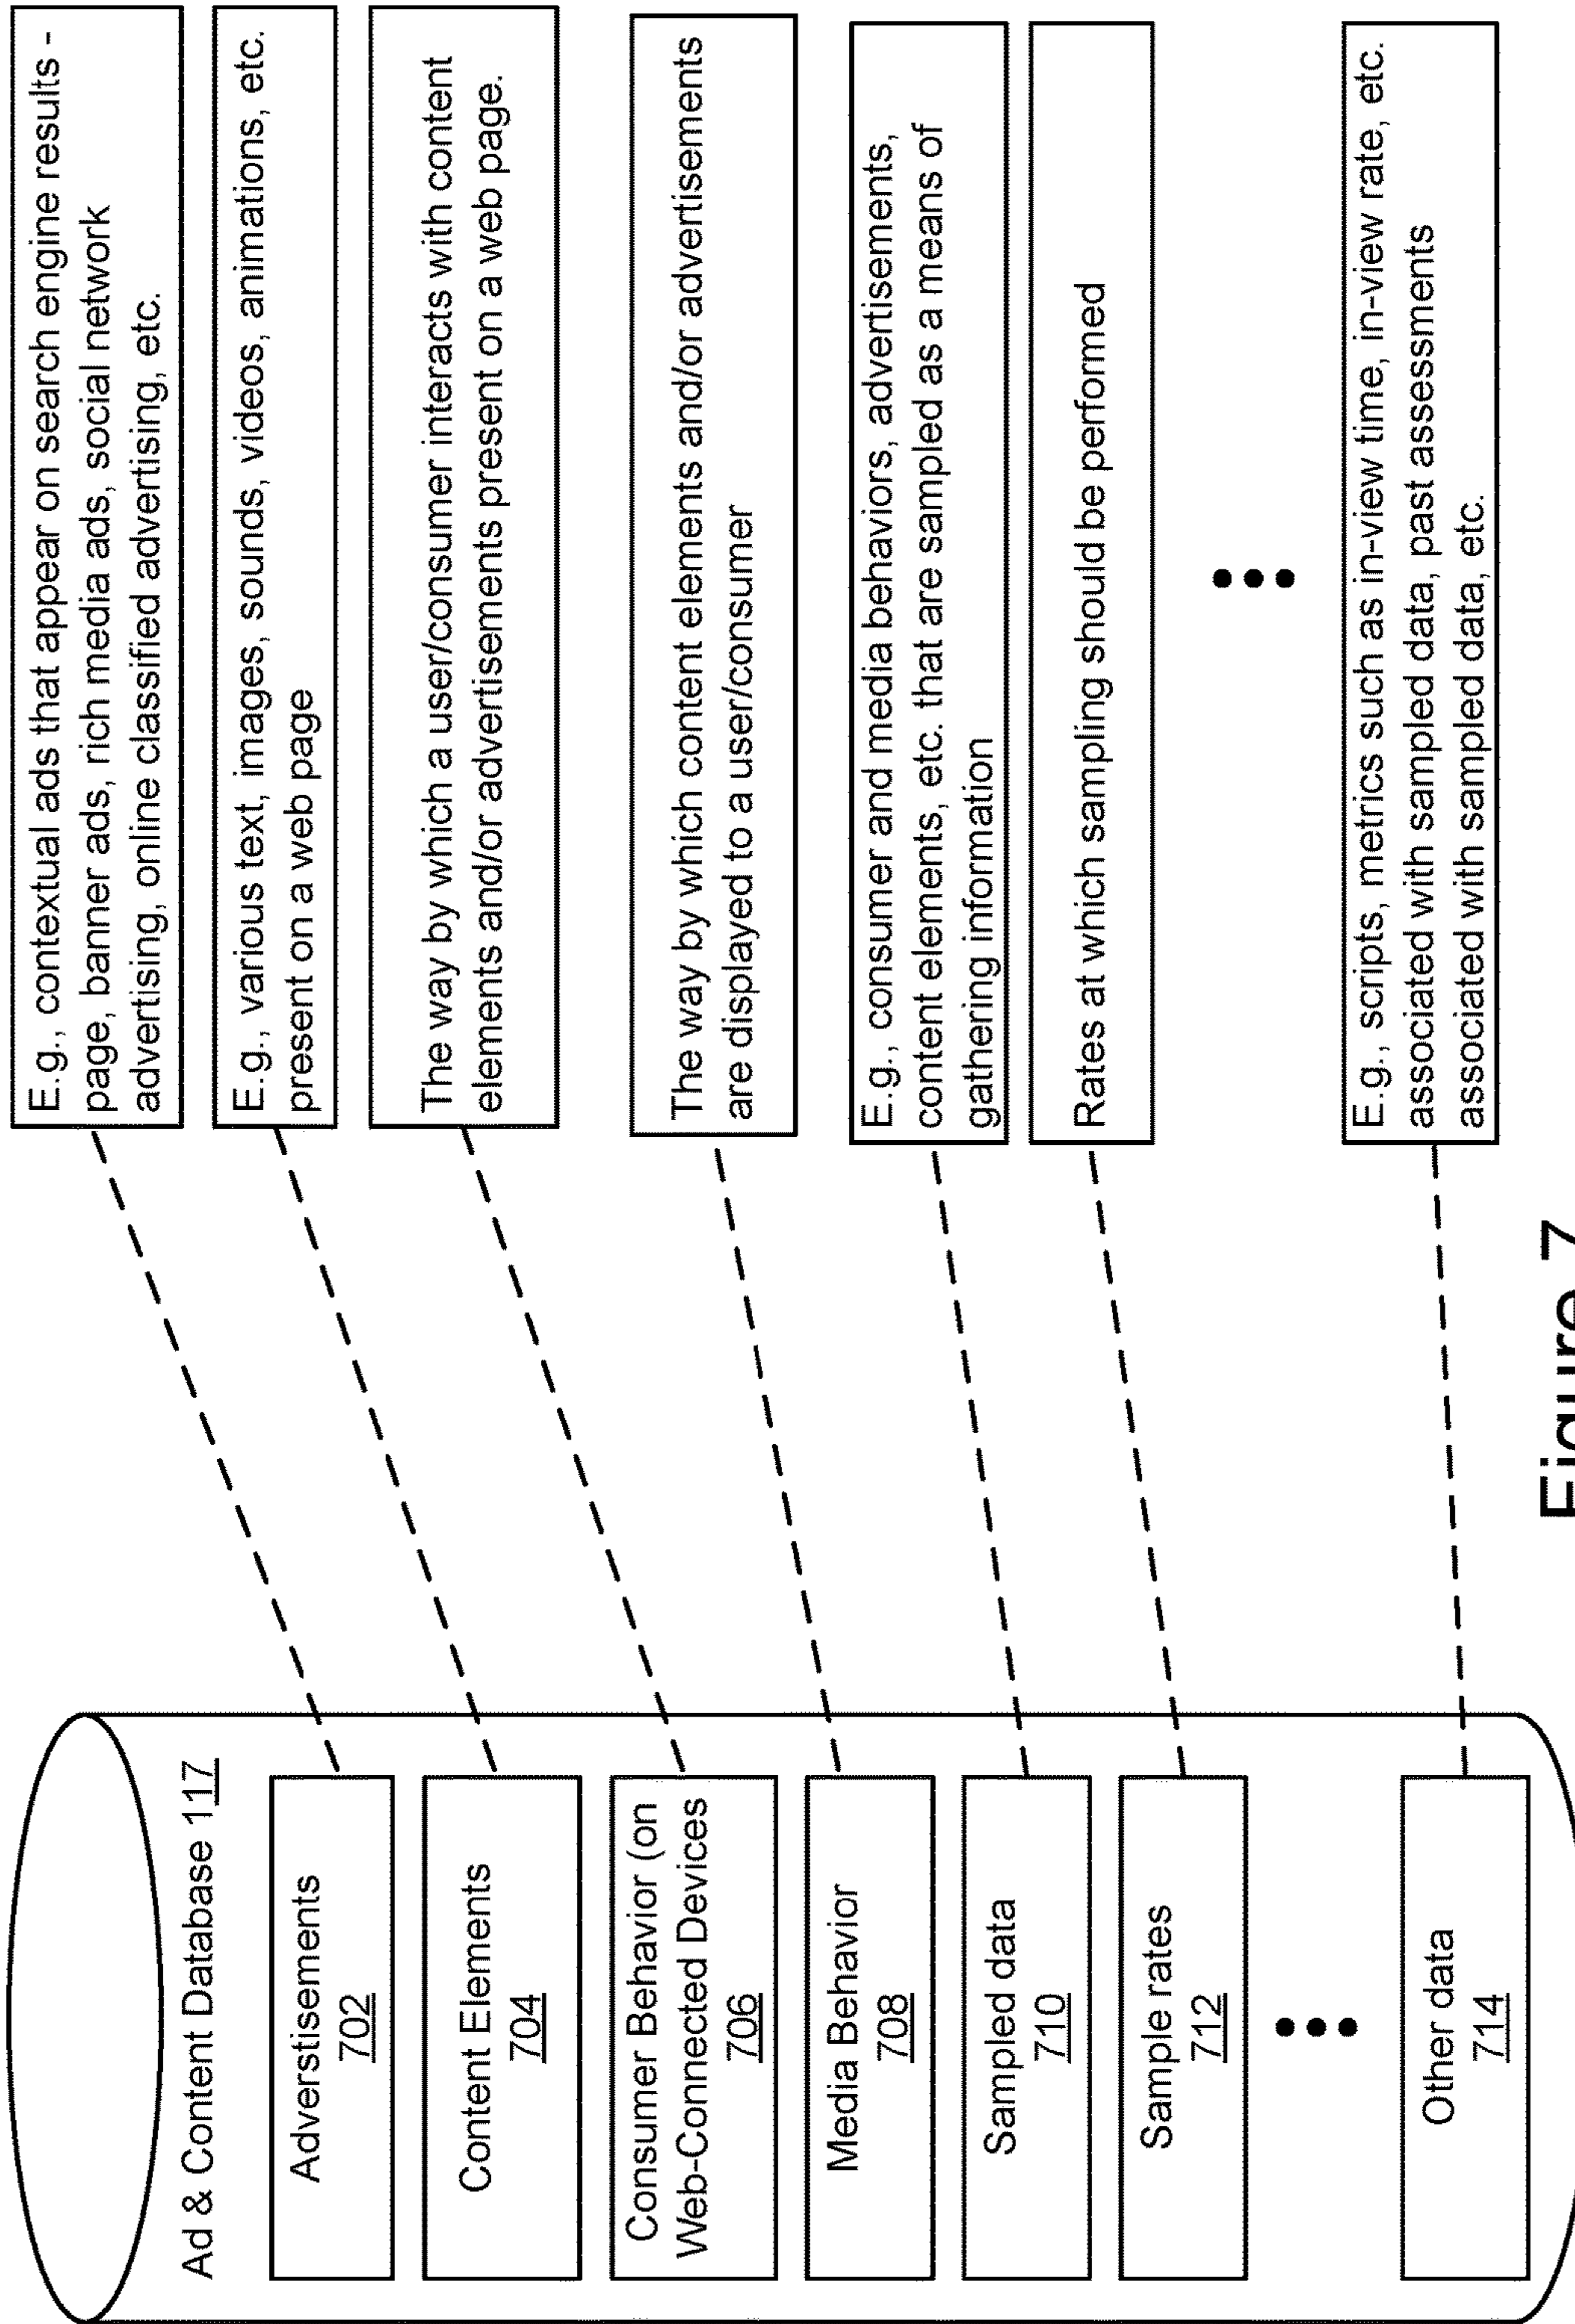 Ad & Content Database 117
Adverstisements
702
Content Elements
704
Consumer Behavior (on
Web-Connected Devices
706
Media Behavior
708
Sampled data
710
Sample rates
712
Other data
714
E.g., contextual ads that appear on search engine results -
page, banner ads, rich media ads, social network
advertising, online classified advertising, etc.
E.g., various text, images, sounds, videos, animations, etc.
present on a web page
The way by which a user/consumer interacts with content
elements and/or advertisements present on a web page.
The way by which content elements and/or advertisements
are displayed to a user/consumer
E.g., consumer and media behaviors, advertisements,
content elements, etc. that are sampled as a means of
gathering information
Rates at which sampling should be performed
E.g., scripts, metrics such as in-view time, in-view rate, etc.
associated with sampled data, past assessments
associated with sampled data, etc.
Figure 7